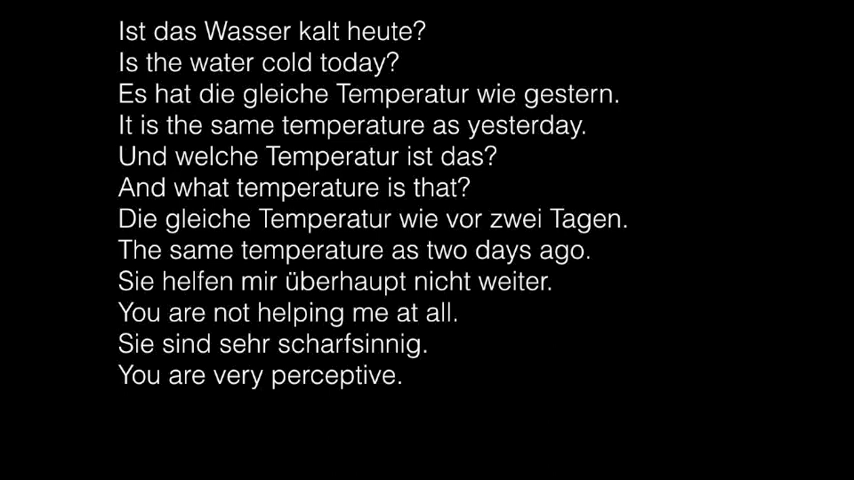 Ist das Wasser kalt heute?
Is the water cold today?
Es hat die gleiche Temperatur wie gestern.
It is the same temperature as yesterday.
Und welche Temperatur ist das?
And what temperature is that?
Die gleiche Temperatur wie vor zwei Tagen.
The same temperature as two days ago.
Sie helfen mir überhaupt nicht weiter.
You are not helping me at all.
Sie sind sehr scharfsinnig.
You are very perceptive.